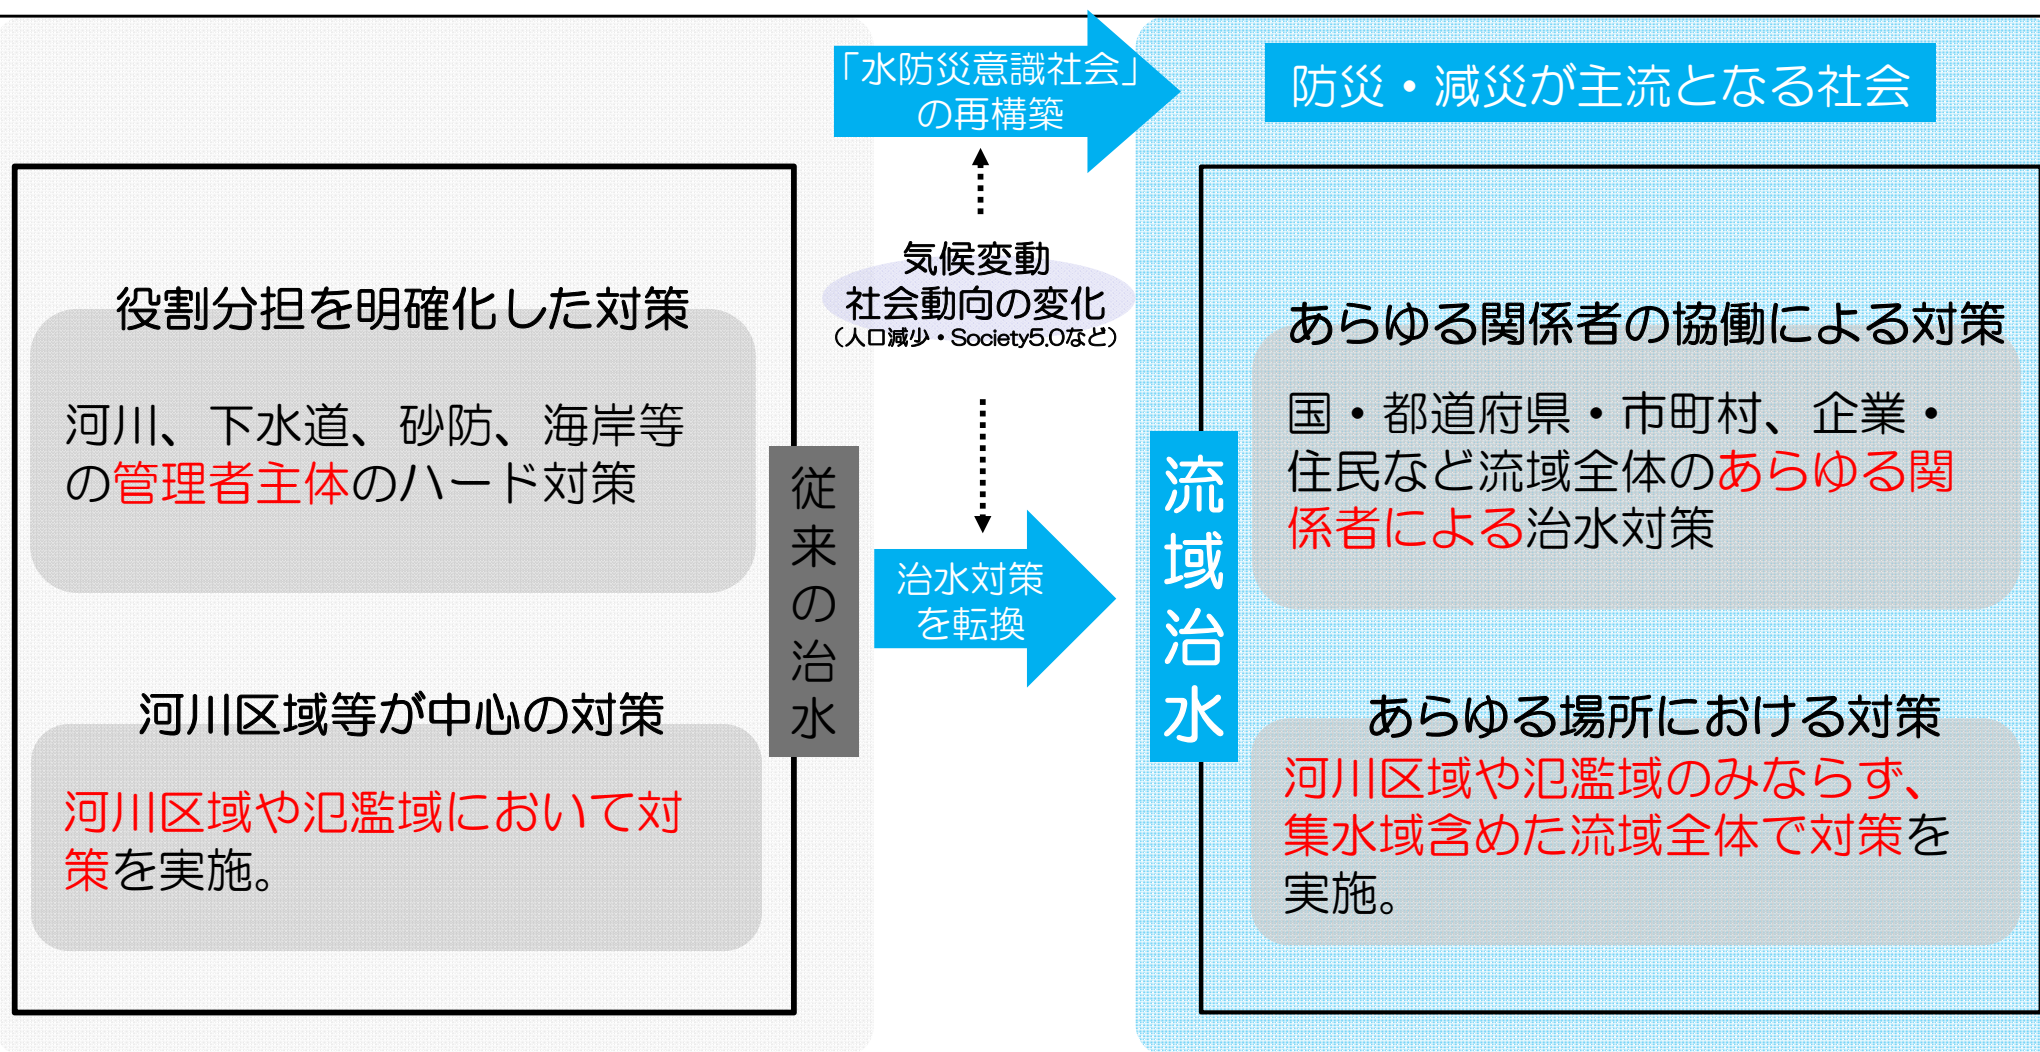 「水防災意識社会」
の再構築
防災・減災が主流となる社会
役割分担を明確化した対策
河川、下水道、砂防、海岸等
の管理者主体のハード対策
河川区域等が中心の対策
河川区域や氾濫域において対
策を実施。
従来の治水
気候変動
社会動向の変化
(人口減少・Society5.0など)
治水対策
を転換
流域治水
あらゆる関係者の協働による対策
国・都道府県・市町村、企業・
住民など流域全体のあらゆる関
係者による治水対策
あらゆる場所における対策
河川区域や氾濫域のみならず、
集水域含めた流域全体で対策を
実施。